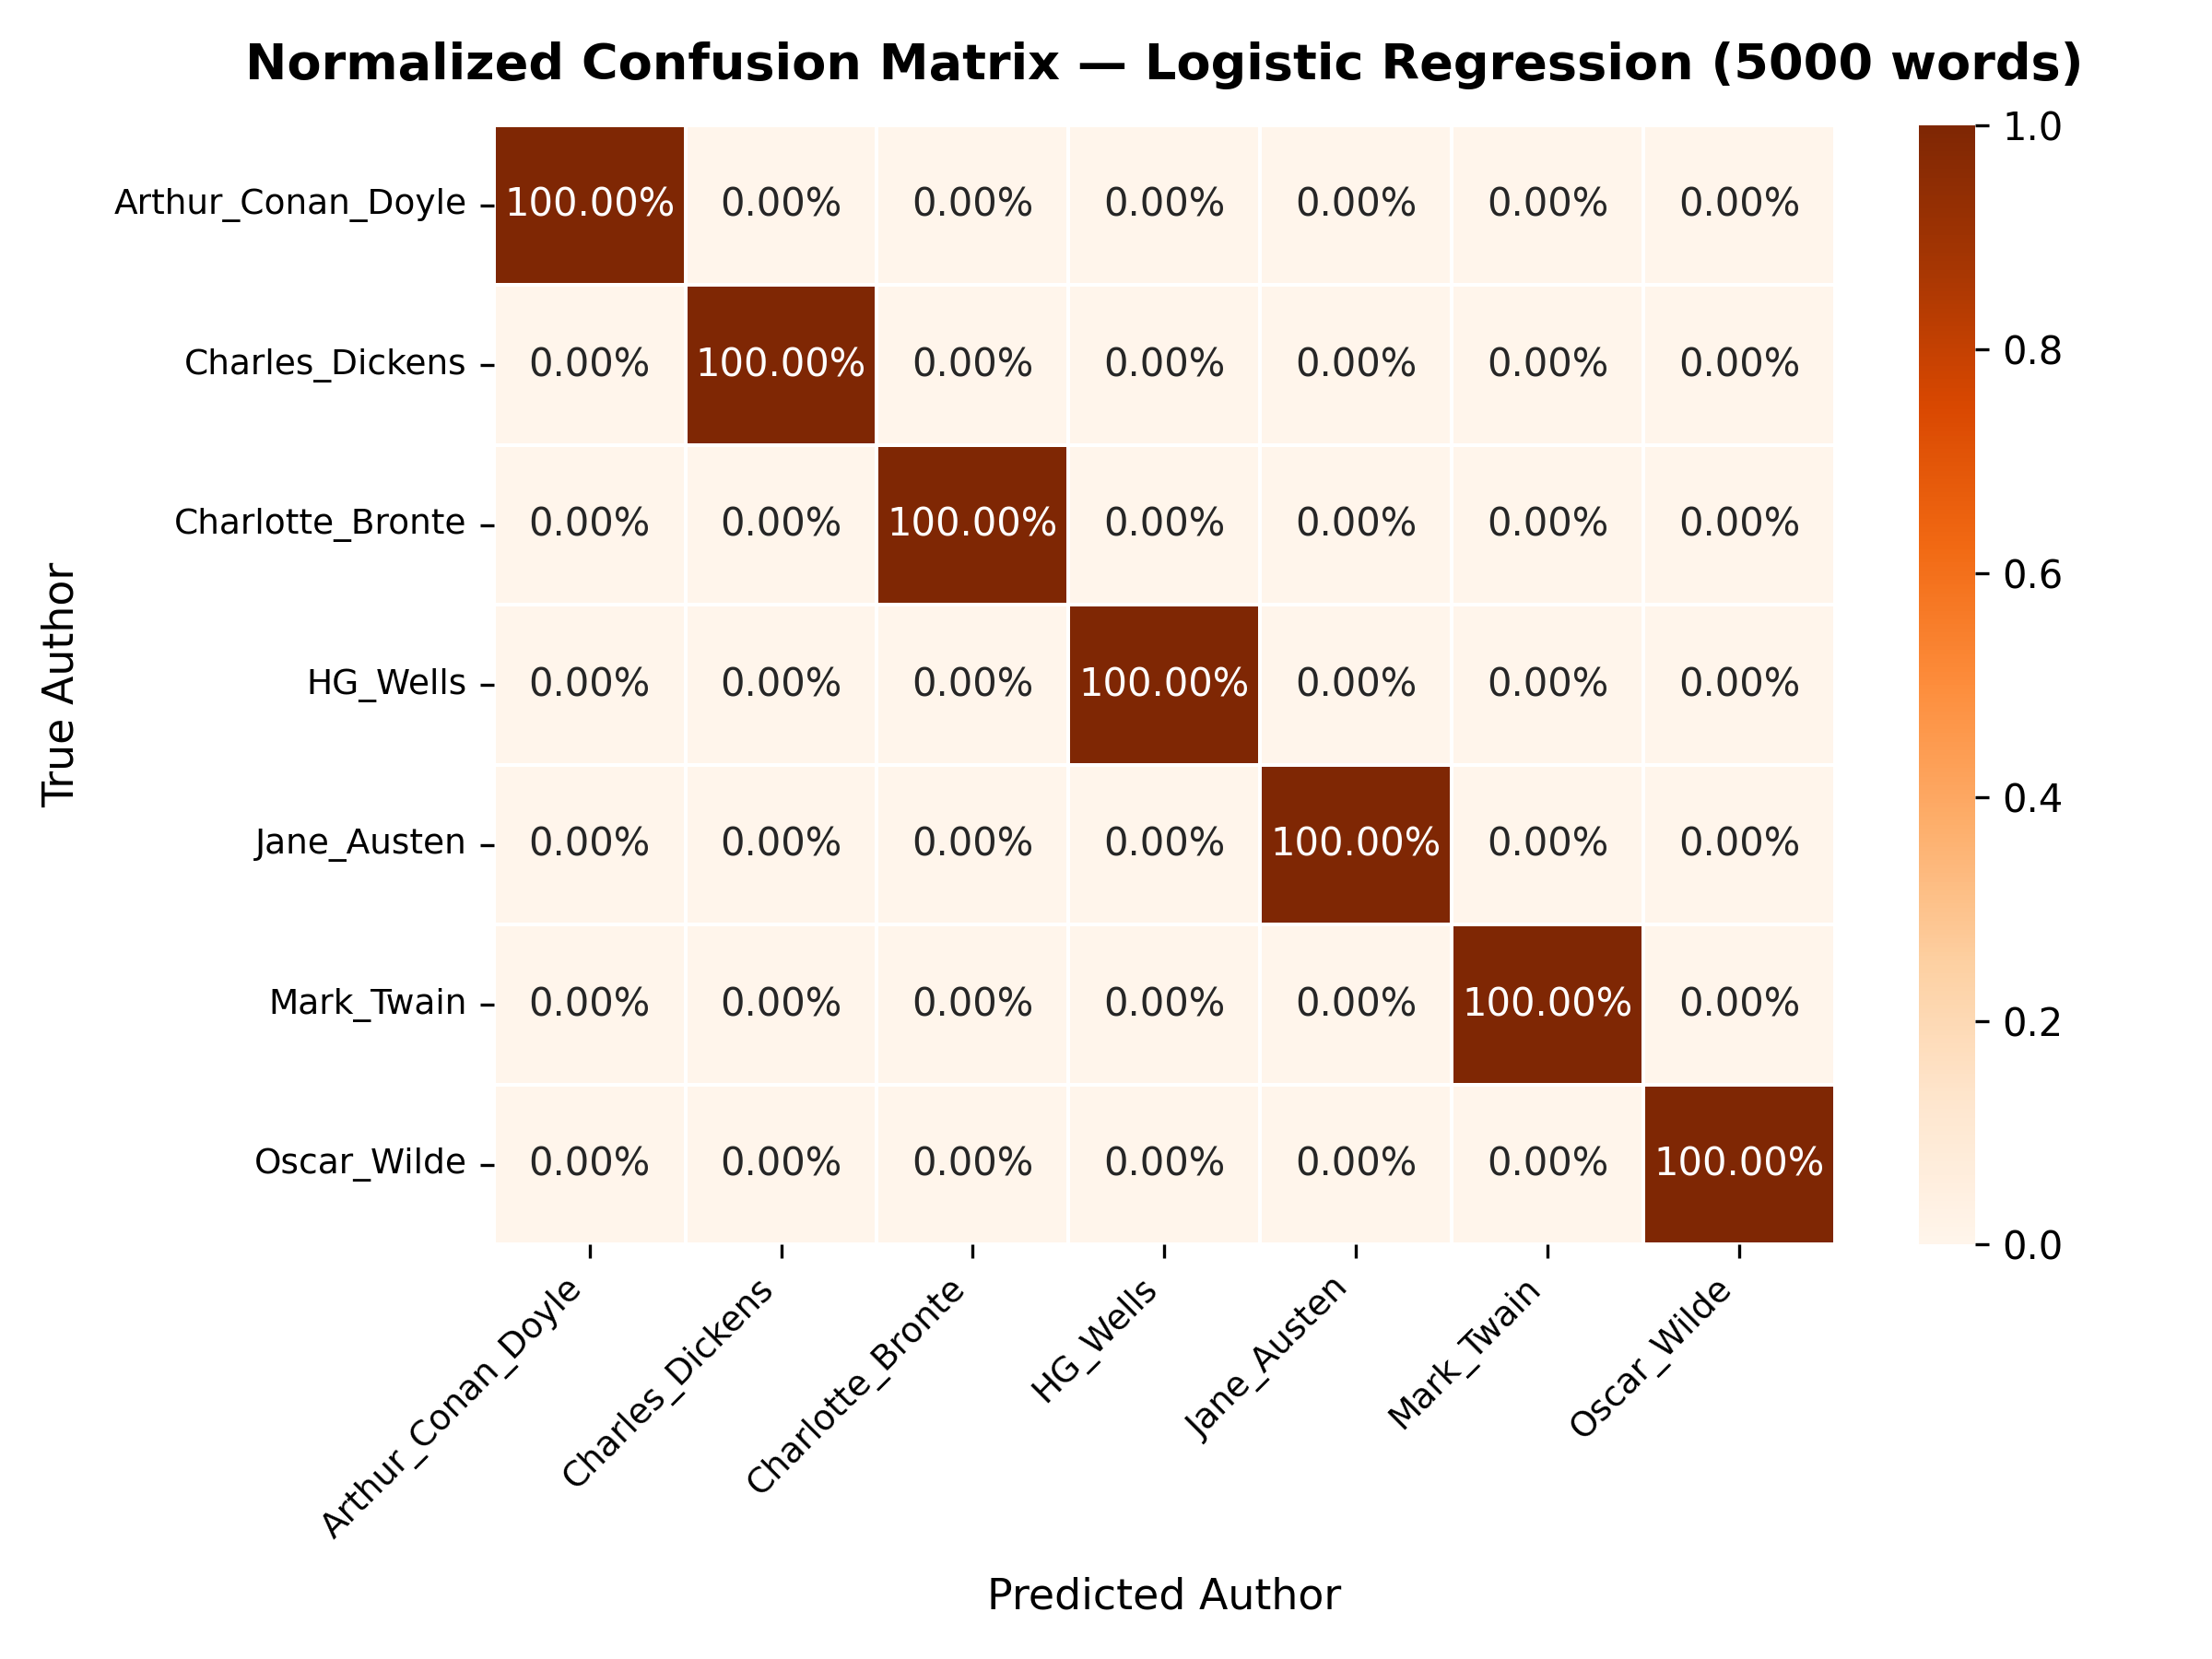 Normalized Confusion Matrix — Logistic Regression (5000 words)
True Author
Arthur_Conan_Doyle 100.00% 0.00% 0.00% 0.00% 0.00% 0.00% 0.00%
Charles_Dickens 0.00% 100.00% 0.00% 0.00% 0.00% 0.00% 0.00%
Charlotte_Bronte 0.00% 0.00% 100.00% 0.00% 0.00% 0.00% 0.00%
HG_Wells 0.00% 0.00% 0.00% 100.00% 0.00% 0.00% 0.00%
Jane_Austen 0.00% 0.00% 0.00% 0.00% 100.00% 0.00% 0.00%
Mark_Twain 0.00% 0.00% 0.00% 0.00% 0.00% 100.00% 0.00%
Oscar_Wilde 0.00% 0.00% 0.00% 0.00% 0.00% 0.00% 100.00%
Arthur_Conan_Doyle
Charles_Dickens
Charlotte_Bronte
HG_Wells
Jane_Austen
Mark_Twain
Oscar_Wilde
Predicted Author
1.0
0.8
0.6
0.4
0.2
0.0